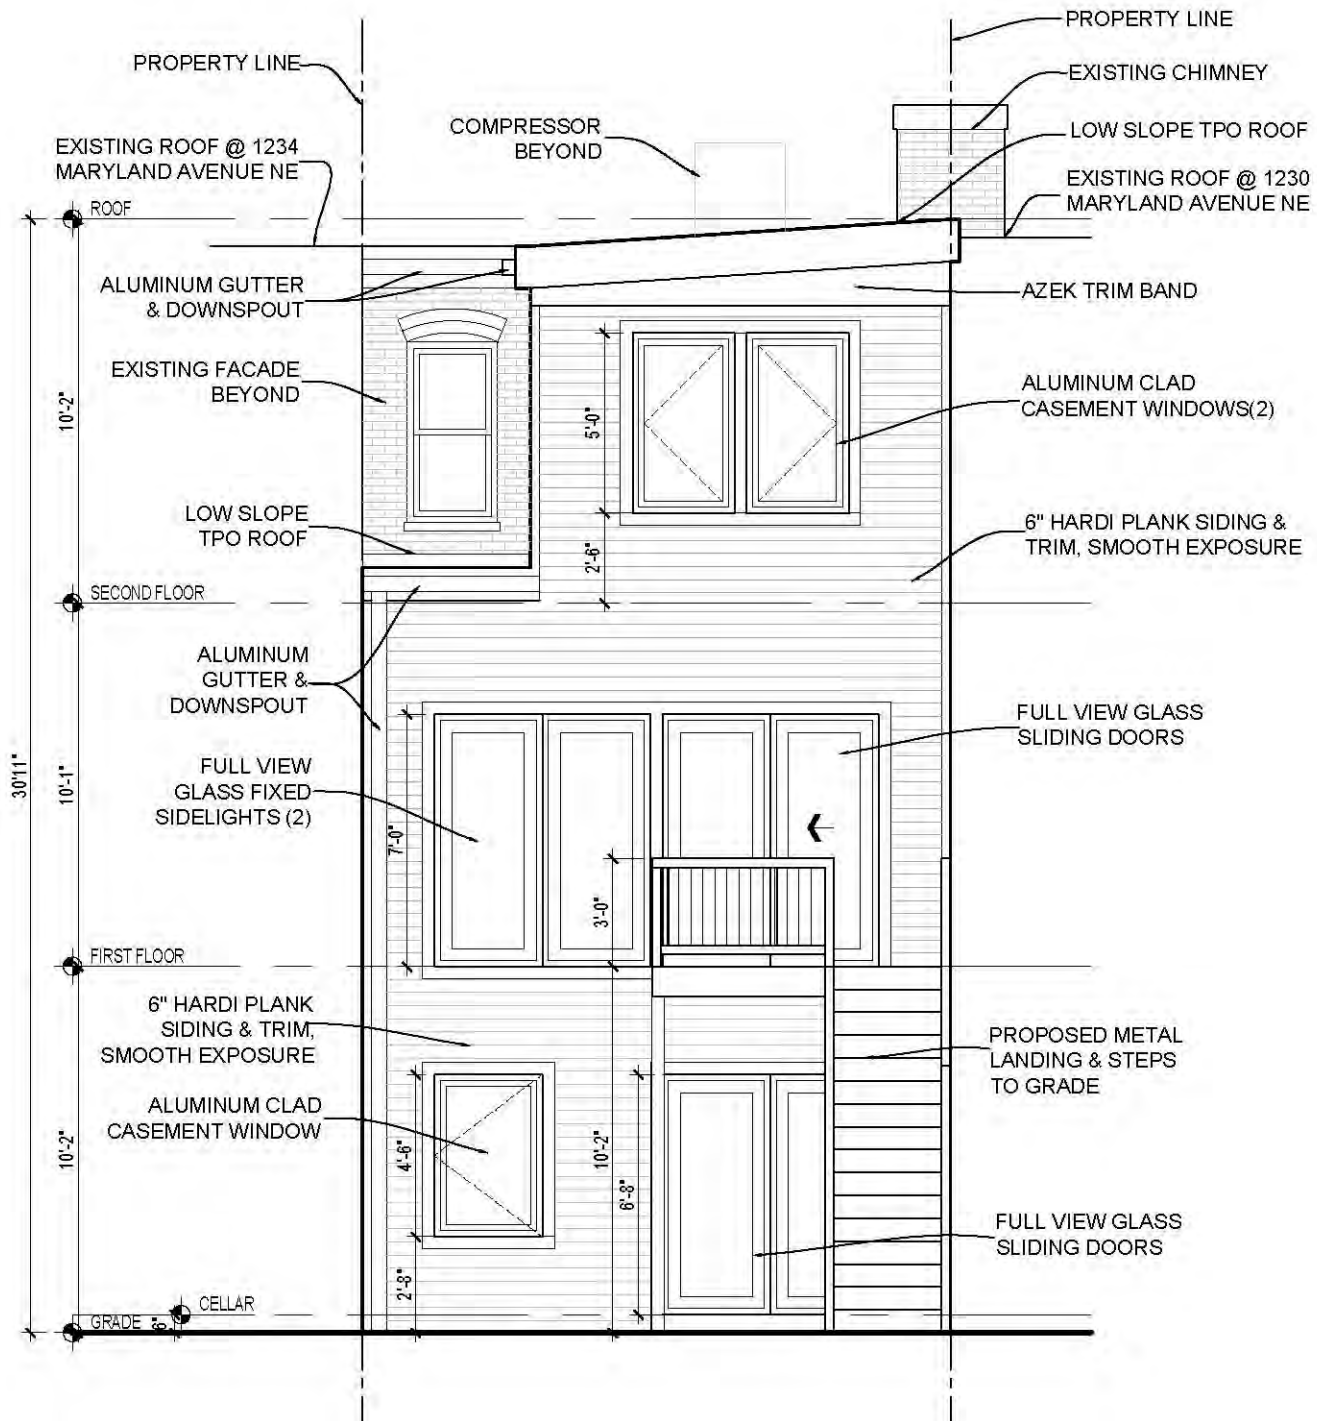 PROPERTY LINE
PROPERTY LINE
EXISTING CHIMNEY
COMPRESSOR
BEYOND
LOW SLOPE TPO ROOF
EXISTING ROOF @ 1234
MARYLAND AVENUE NE
EXISTING ROOF @ 1230
MARYLAND AVENUE NE
ROOF
ALUMINUM GUTTER
& DOWNSPOUT
AZEK TRIM BAND
EXISTING FACADE
BEYOND
ALUMINUM CLAD
CASEMENT WINDOWS(2)
10'-2"
5'-0"
LOW SLOPE
TPO ROOF
6" HARDI PLANK SIDING &
TRIM, SMOOTH EXPOSURE
2'-6"
SECOND FLOOR
ALUMINUM
GUTTER &
DOWNSPOUT
FULL VIEW GLASS
SLIDING DOORS
30'11"
10'-1"
FULL VIEW
GLASS FIXED
SIDELIGHTS (2)
7'-0"
3'-0"
FIRST FLOOR
6" HARDI PLANK
SIDING & TRIM,
SMOOTH EXPOSURE
PROPOSED METAL
LANDING & STEPS
TO GRADE
ALUMINUM CLAD
CASEMENT WINDOW
10'-2"
4'-6"
10'-2"
6'-8"
FULL VIEW GLASS
SLIDING DOORS
2'-8"
CELLAR
GRADE
6"